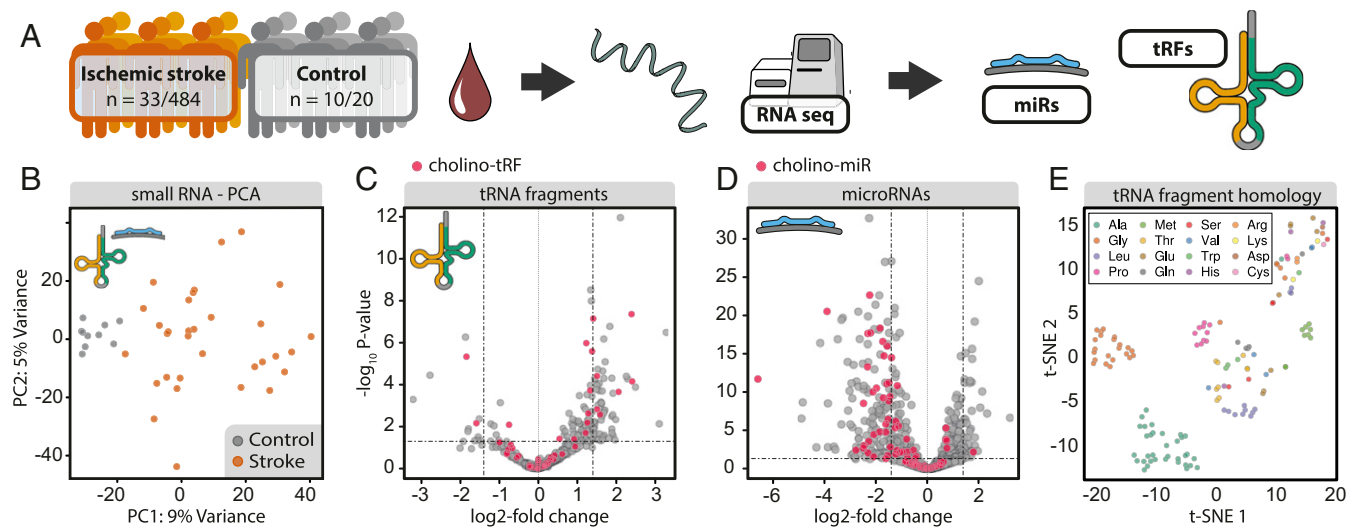 A
Ischemic stroke
n = 33/484
Control
n = 10/20
RNA seq
miRs
tRFs
B
small RNA - PCA
PC2: 5% Variance
20
0
-20
-40
Control
Stroke
-20
0
20
40
PC1: 9% Variance
cholino-tRF
C
tRNA fragments
-log10 P-value
12
10
8
6
4
2
0
-3
-2
-1
0
1
2
3
log2-fold change
cholino-miR
D
microRNAs
30
25
20
15
10
5
0
-6
-4
-2
0
2
log2-fold change
E
tRNA fragment homology
Ala Met Ser Arg
Gly Thr Val Lys
Leu Glu Trp Asp
Pro Gln His Cys
t-SNE 2
15
10
5
0
-5
-10
-20
-10
0
10
20
t-SNE 1